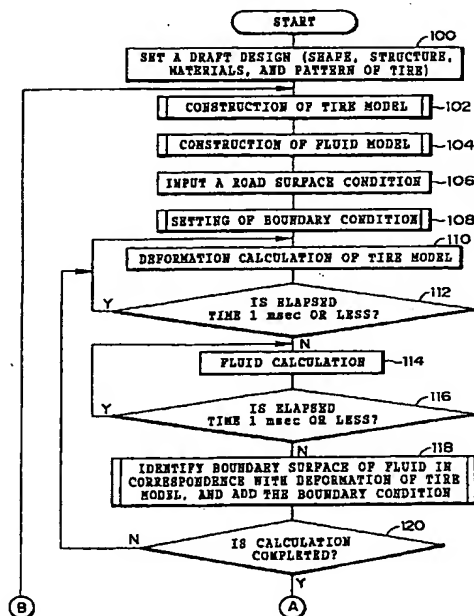 START
100
SET A DRAFT DESIGN (SHAPE, STRUCTURE,
MATERIALS, AND PATTERN OF TIRE)
CONSTRUCTION OF TIRE MODEL
102
CONSTRUCTION OF FLUID MODEL
104
INPUT A ROAD SURFACE CONDITION
106
SETTING OF BOUNDARY CONDITION
108
110
DEFORMATION CALCULATION OF TIRE MODEL
112
Y
IS ELAPSED
TIME 1 msec OR LESS?
N
FLUID CALCULATION
114
116
Y
IS ELAPSED
TIME 1 msec OR LESS?
N
118
IDENTIFY BOUNDARY SURFACE OF FLUID IN
CORRESPONDENCE WITH DEFORMATION OF TIRE
MODEL, AND ADD THE BOUNDARY CONDITION
120
N
IS CALCULATION
COMPLETED?
Y
B
A